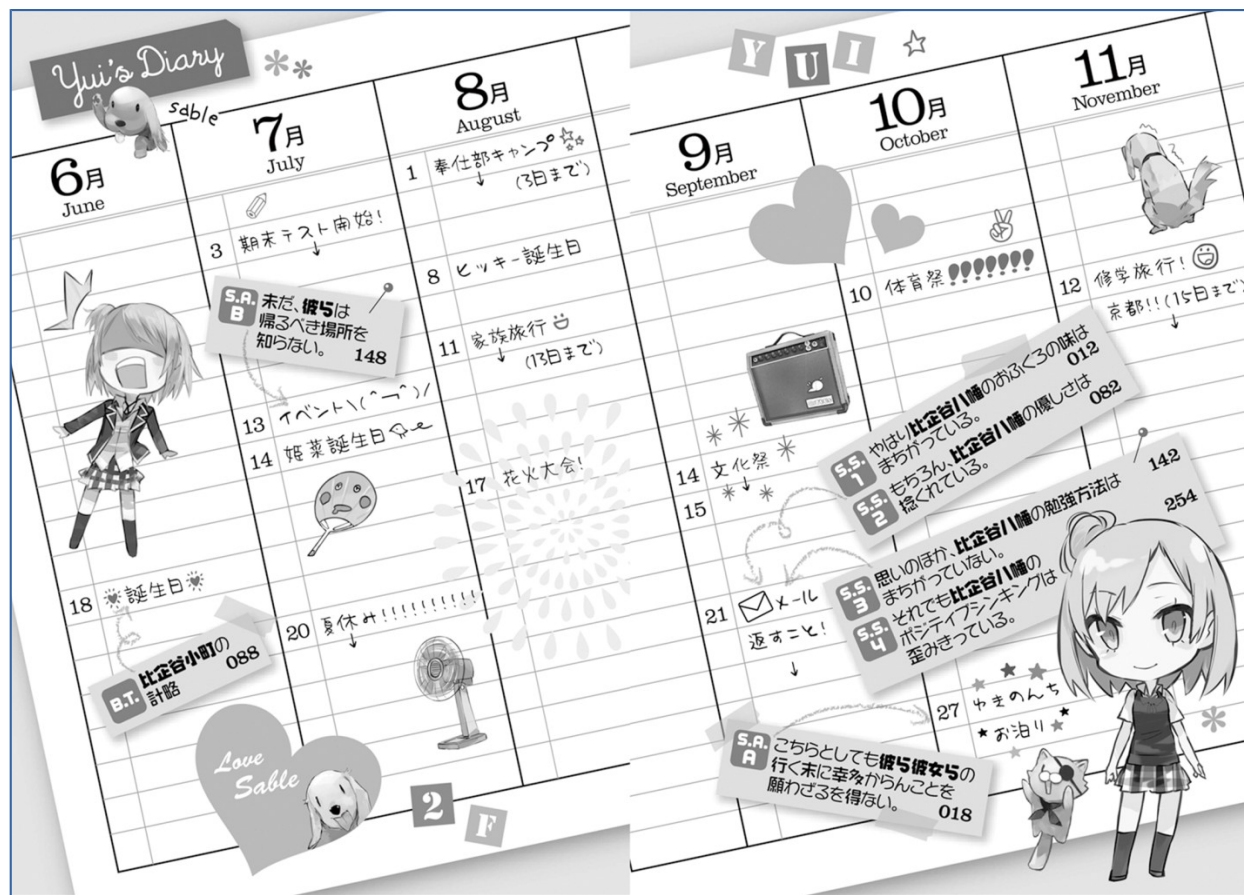 Yui's Diary
sable
6月
June
18 誕生日
B.T. 比企谷小町の
計略 088
7月
July
3 期末テスト開始!
↓
S.A.
B
未だ、彼らは
帰るべき場所を
知らない。 148
13 イベント\(^ー^)/
14 姫菜誕生日
20 夏休み!!!!!!!!!!
↓
Love
Sable
8月
August
1 奉仕部キャンプ☆
↓ (3日まで)
8 ヒッキー誕生日
11 家族旅行
↓ (13日まで)
17 花火大会!
2 F
Y U I ☆
9月
September
14 文化祭
15 ↓
21 メール
返すこと!
↓
10月
October
10 体育祭!!!!!!!
S.S.
1
やはり比企谷八幡のおふくろの味は
まちがっている。 012
S.S.
2
もちろん、比企谷八幡の優しさは
捻くれている。 082
S.S.
3
思いのほか、比企谷八幡の勉強方法は
まちがっていない。 142
S.S.
4
それでも比企谷八幡の
ポジティブシンキングは
歪みきっている。 254
27 ゆきのんち
★お泊り★
S.A.
A
こちらとしても彼ら彼女らの
行く末に幸多からんことを
願わざるを得ない。 018
11月
November
12 修学旅行!
京都!!(15日まで)
↓